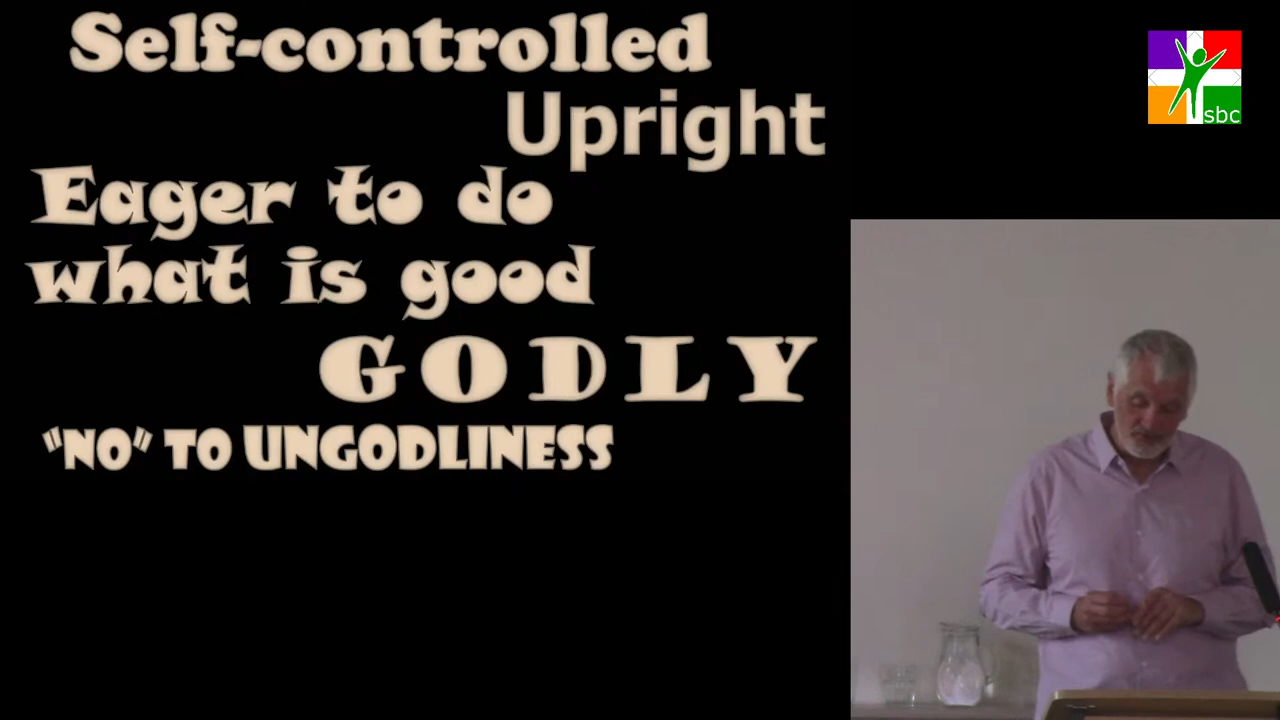 Self-controlled
Upright
Eager to do
what is good
GODLY
"NO" TO UNGODLINESS
sbc